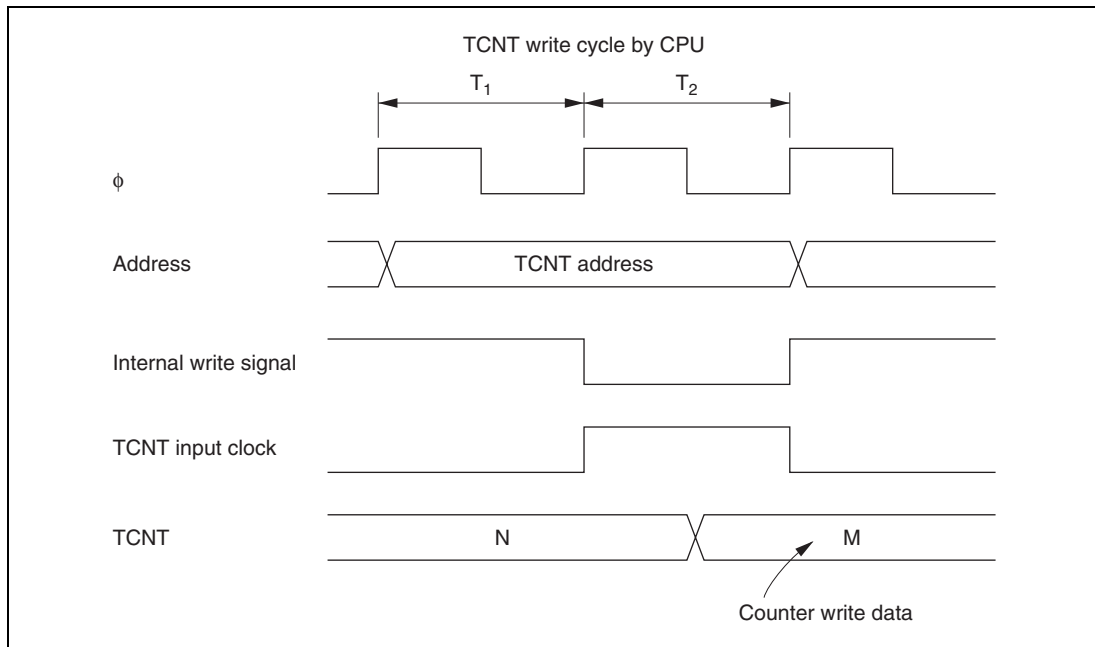 TCNT write cycle by CPU
T1 T2
ϕ
Address TCNT address
Internal write signal
TCNT input clock
TCNT N M
Counter write data